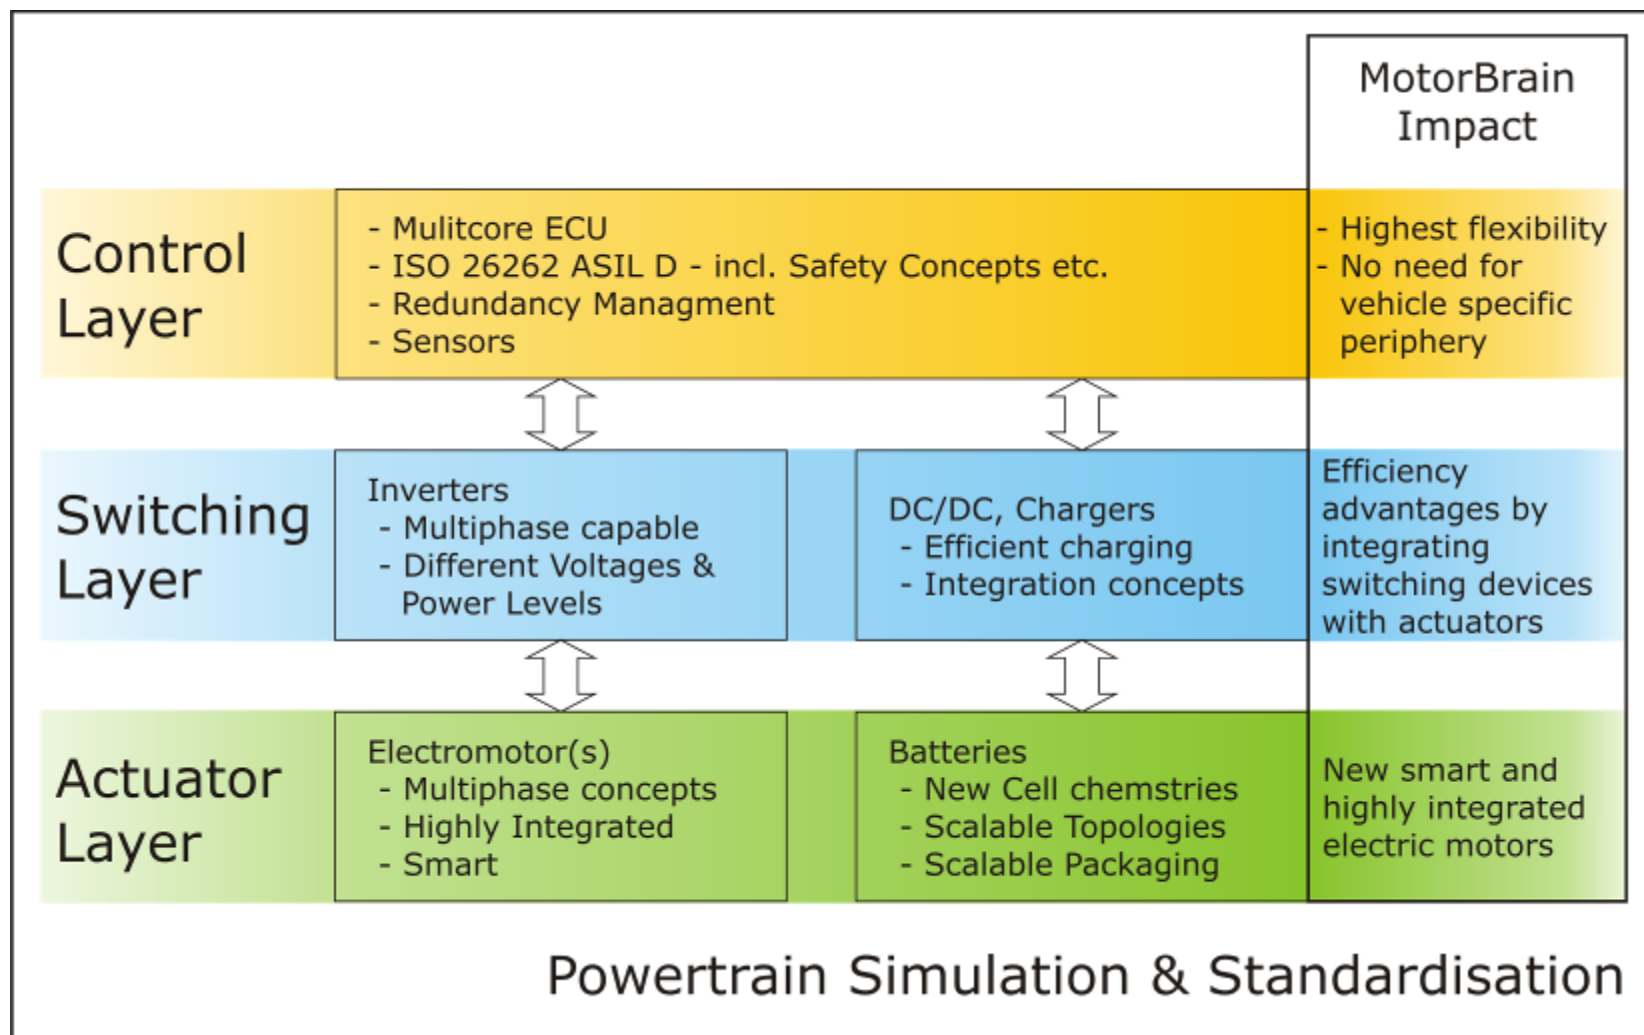 MotorBrain
Impact
Control
Layer
- Mulitcore ECU
- ISO 26262 ASIL D - incl. Safety Concepts etc.
- Redundancy Managment
- Sensors
- Highest flexibility
- No need for
vehicle specific
periphery
Switching
Layer
Inverters
- Multiphase capable
- Different Voltages &
Power Levels
DC/DC, Chargers
- Efficient charging
- Integration concepts
Efficiency
advantages by
integrating
switching devices
with actuators
Actuator
Layer
Electromotor(s)
- Multiphase concepts
- Highly Integrated
- Smart
Batteries
- New Cell chemstries
- Scalable Topologies
- Scalable Packaging
New smart and
highly integrated
electric motors
Powertrain Simulation & Standardisation